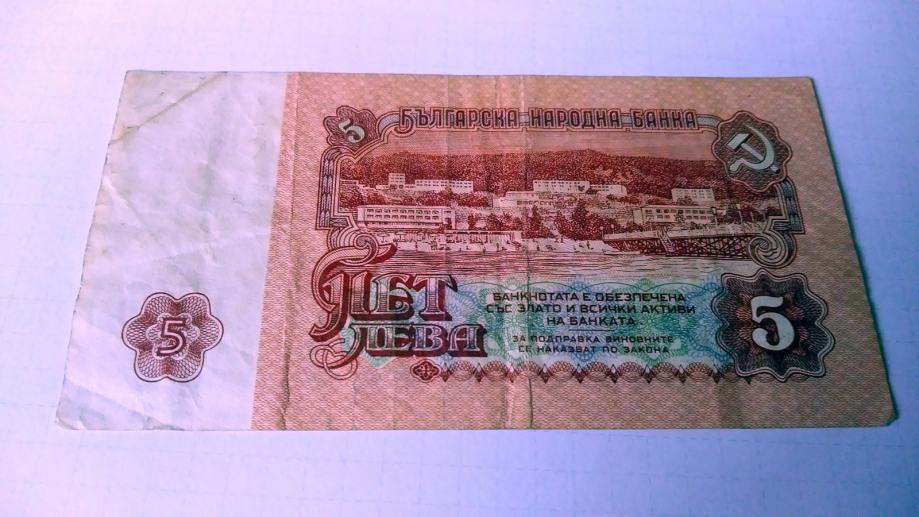 5
БЪЛГАРСКА НАРОДНА БАНКА
ПЕТ
ЛЕВА
БАНКНОТАТА Е ОБЕЗПЕЧЕНА
СЪС ЗЛАТО И ВСИЧКИ АКТИВИ
НА БАНКАТА
ЗА ПОДПРАВКА ВИНОВНИТЕ
СЕ НАКАЗВАТ ПО ЗАКОНА
5
5